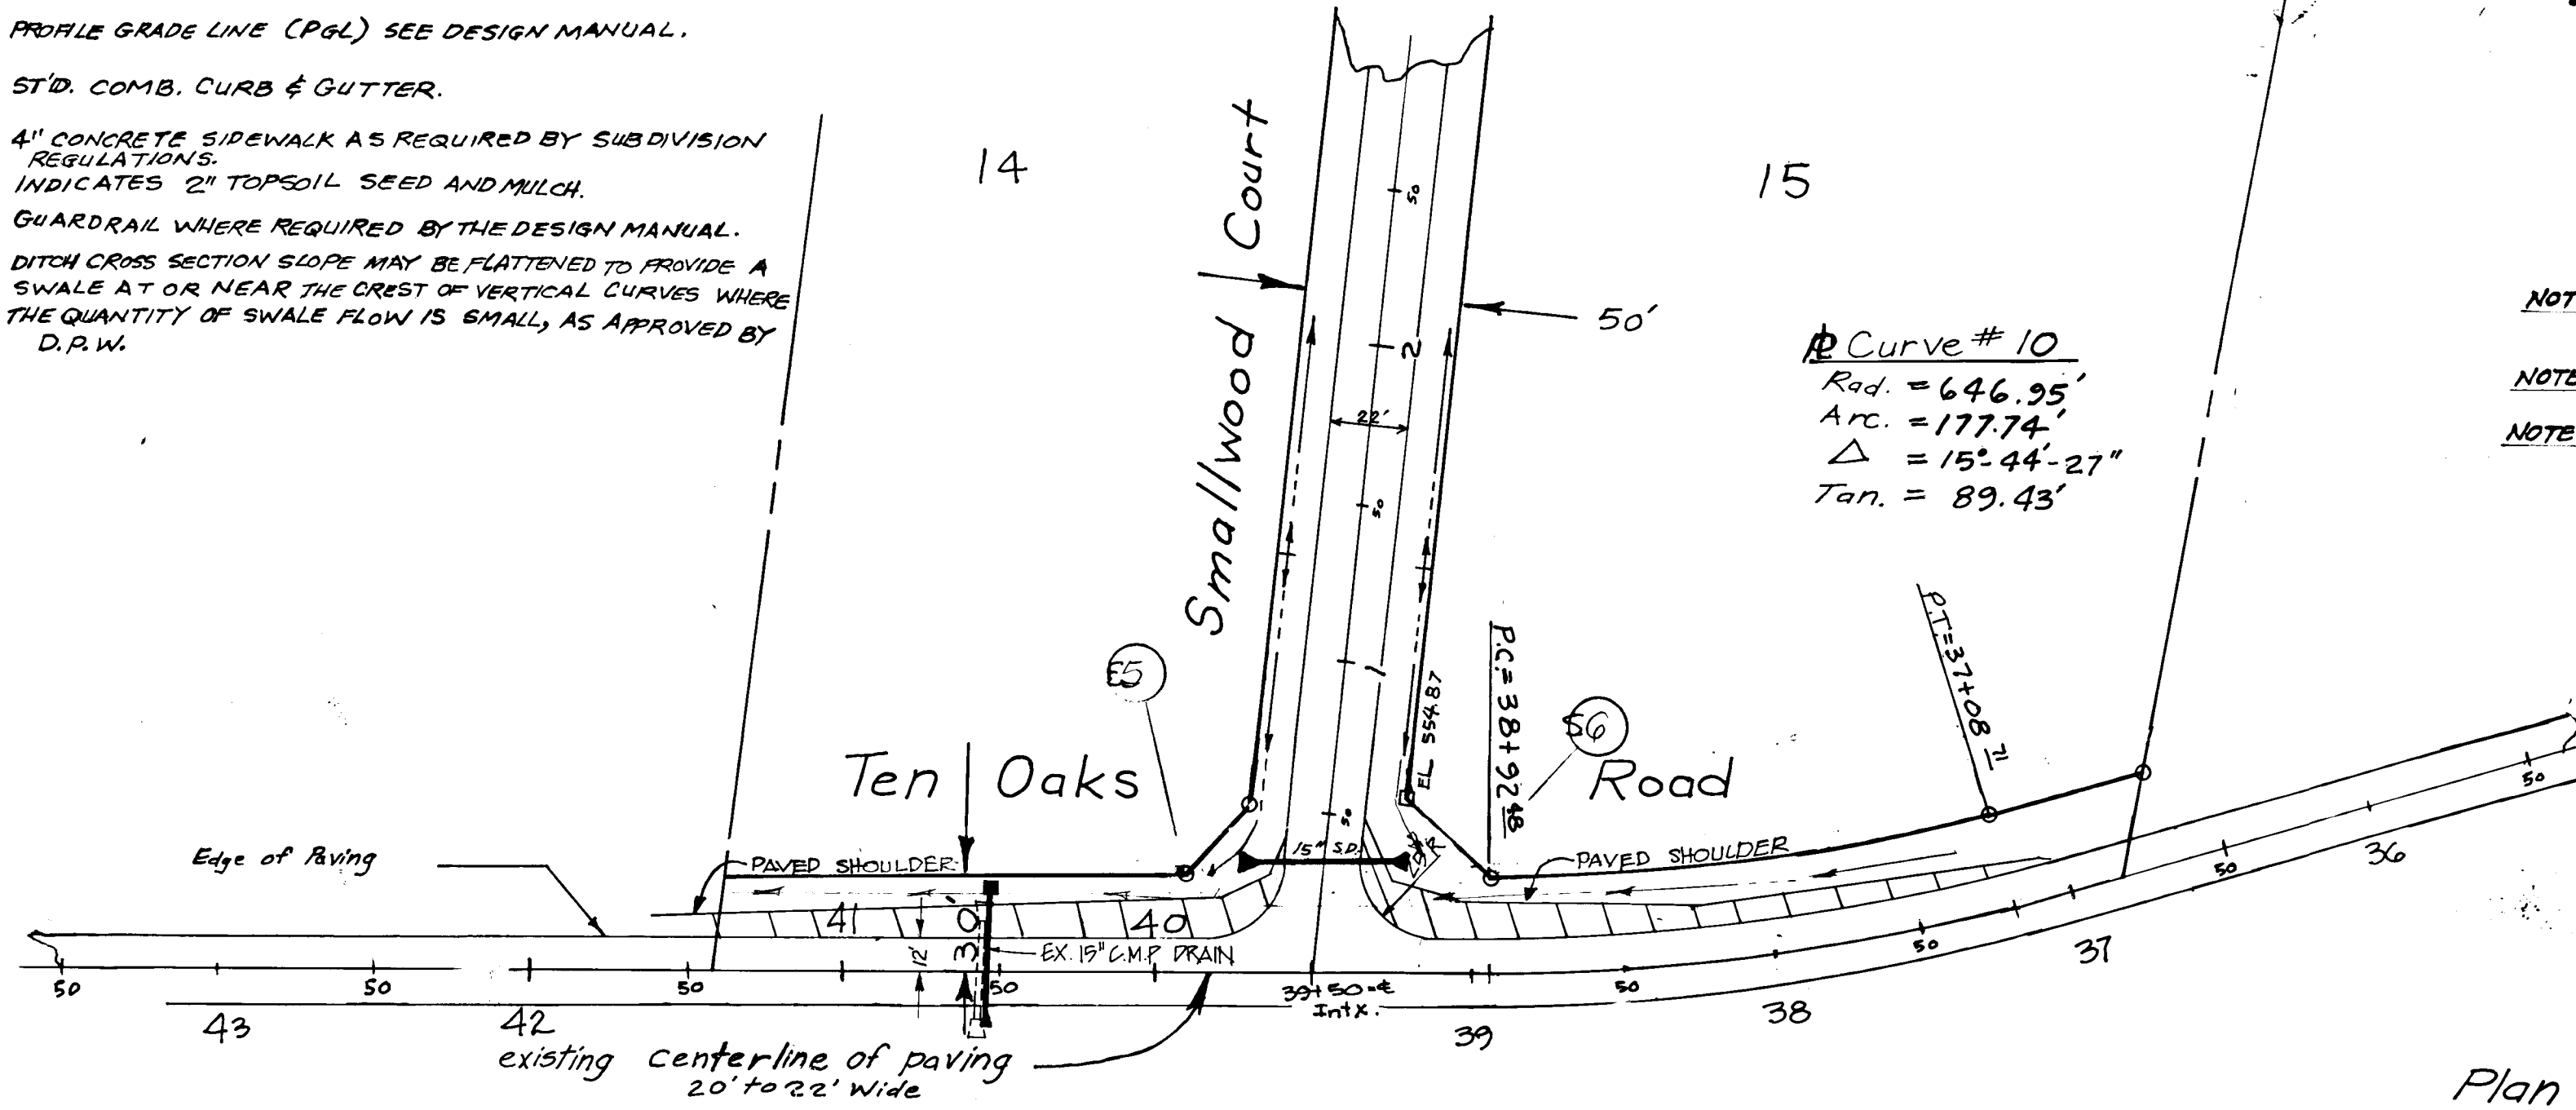 PROFILE GRADE LINE (PGL) SEE DESIGN MANUAL.
ST'D. COMB. CURB & GUTTER.
4" CONCRETE SIDEWALK AS REQUIRED BY SUBDIVISION
REGULATIONS.
INDICATES 2" TOPSOIL SEED AND MULCH.
GUARDRAIL WHERE REQUIRED BY THE DESIGN MANUAL.
DITCH CROSS SECTION SLOPE MAY BE FLATTENED TO PROVIDE A
SWALE AT OR NEAR THE CREST OF VERTICAL CURVES WHERE
THE QUANTITY OF SWALE FLOW IS SMALL, AS APPROVED BY
D.P.W.
14
15
Smallwood Court
50
2
50
1
50
22'
50'
Curve # 10
Rad. = 646.95'
Arc. = 177.74'
Δ = 15°-44'-27"
Tan. = 89.43'
NOT
NOTE
NOTE
P.T.=37+08 71
P.C.=38+92 48
EL 554.87
56
Ten Oaks Road
Edge of Paving
PAVED SHOULDER
15" S.D.
PAVED SHOULDER
41
30'
40
12'
EX. 15" C.M.P. DRAIN
50
50
50
50
39+50=℄
Intx.
50
50
50
50
43
42
39
38
37
36
existing centerline of paving
20' to 22' Wide
Plan